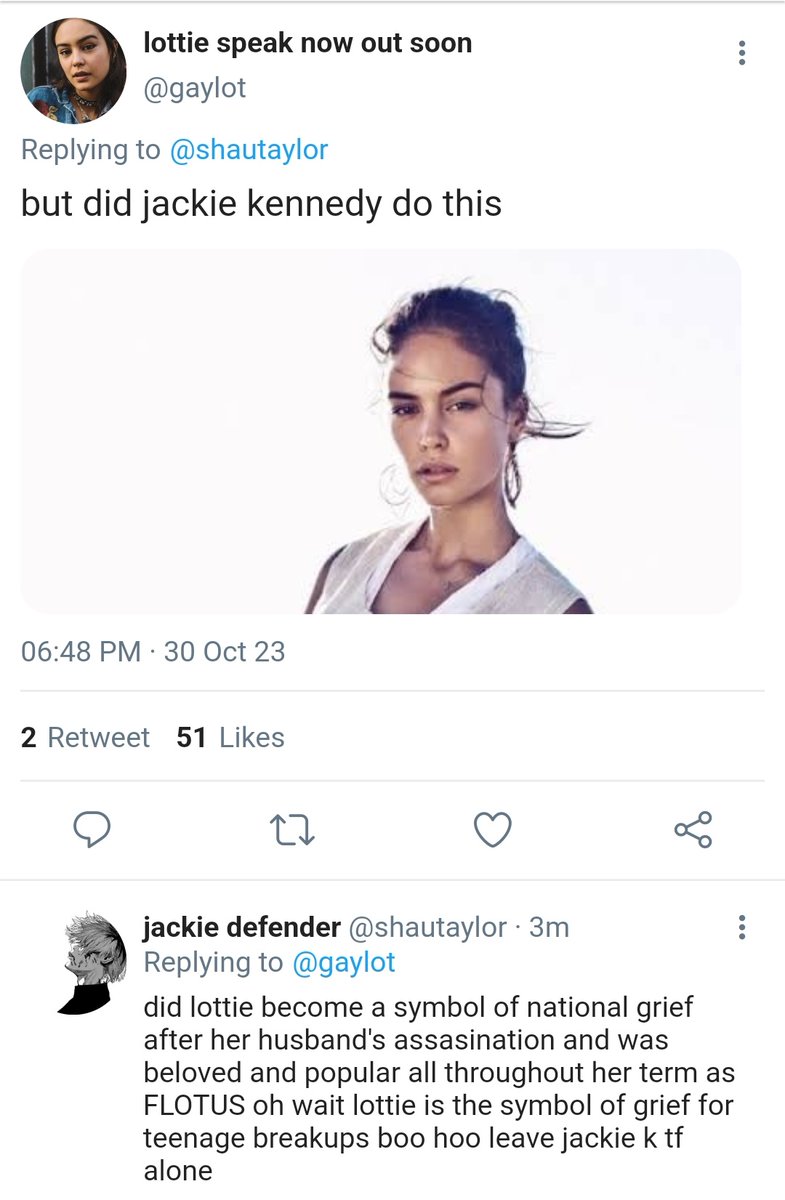 lottie speak now out soon
@gaylot
Replying to @shautaylor
but did jackie kennedy do this
06:48 PM · 30 Oct 23
2 Retweet 51 Likes
jackie defender @shautaylor · 3m
Replying to @gaylot
did lottie become a symbol of national grief
after her husband's assasination and was
beloved and popular all throughout her term as
FLOTUS oh wait lottie is the symbol of grief for
teenage breakups boo hoo leave jackie k tf
alone